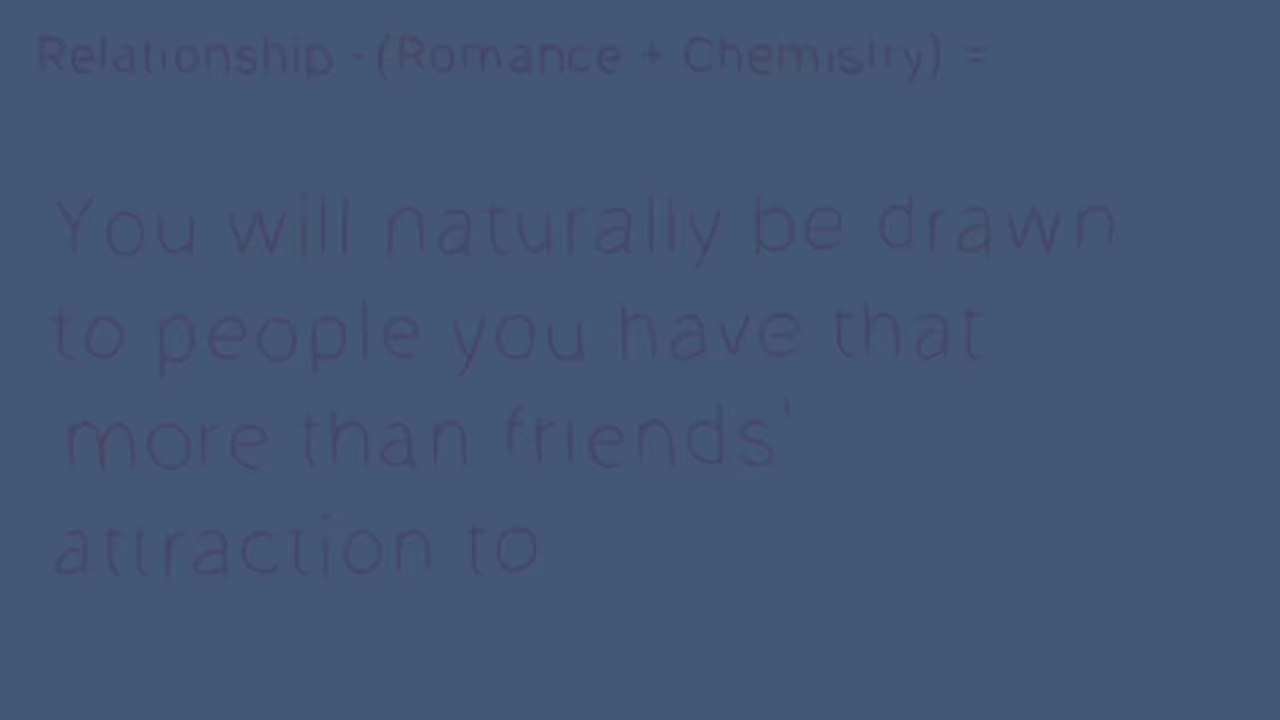 Relationship - (Romance + Chemistry) =
You will naturally be drawn
to people you have that
more than friends'
attraction to